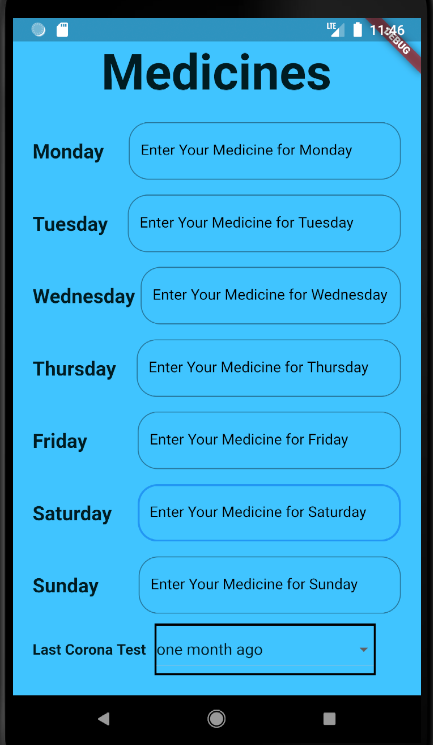 LTE 11:46
DEBUG
Medicines
Monday Enter Your Medicine for Monday
Tuesday Enter Your Medicine for Tuesday
Wednesday Enter Your Medicine for Wednesday
Thursday Enter Your Medicine for Thursday
Friday Enter Your Medicine for Friday
Saturday Enter Your Medicine for Saturday
Sunday Enter Your Medicine for Sunday
Last Corona Test one month ago